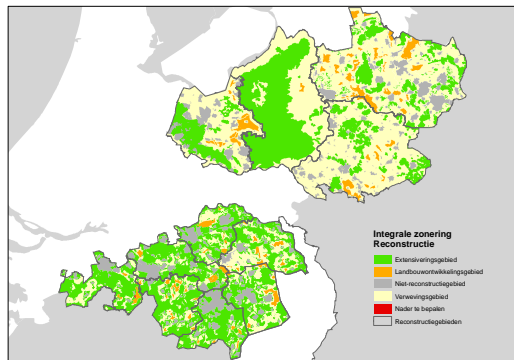 Integrale zonering
Reconstructie
Extensiveringsgebied
Landbouwontwikkelingsgebied
Niet-reconstructiegebied
Verwevingsgebied
Nader te bepalen
Reconstructiegebieden